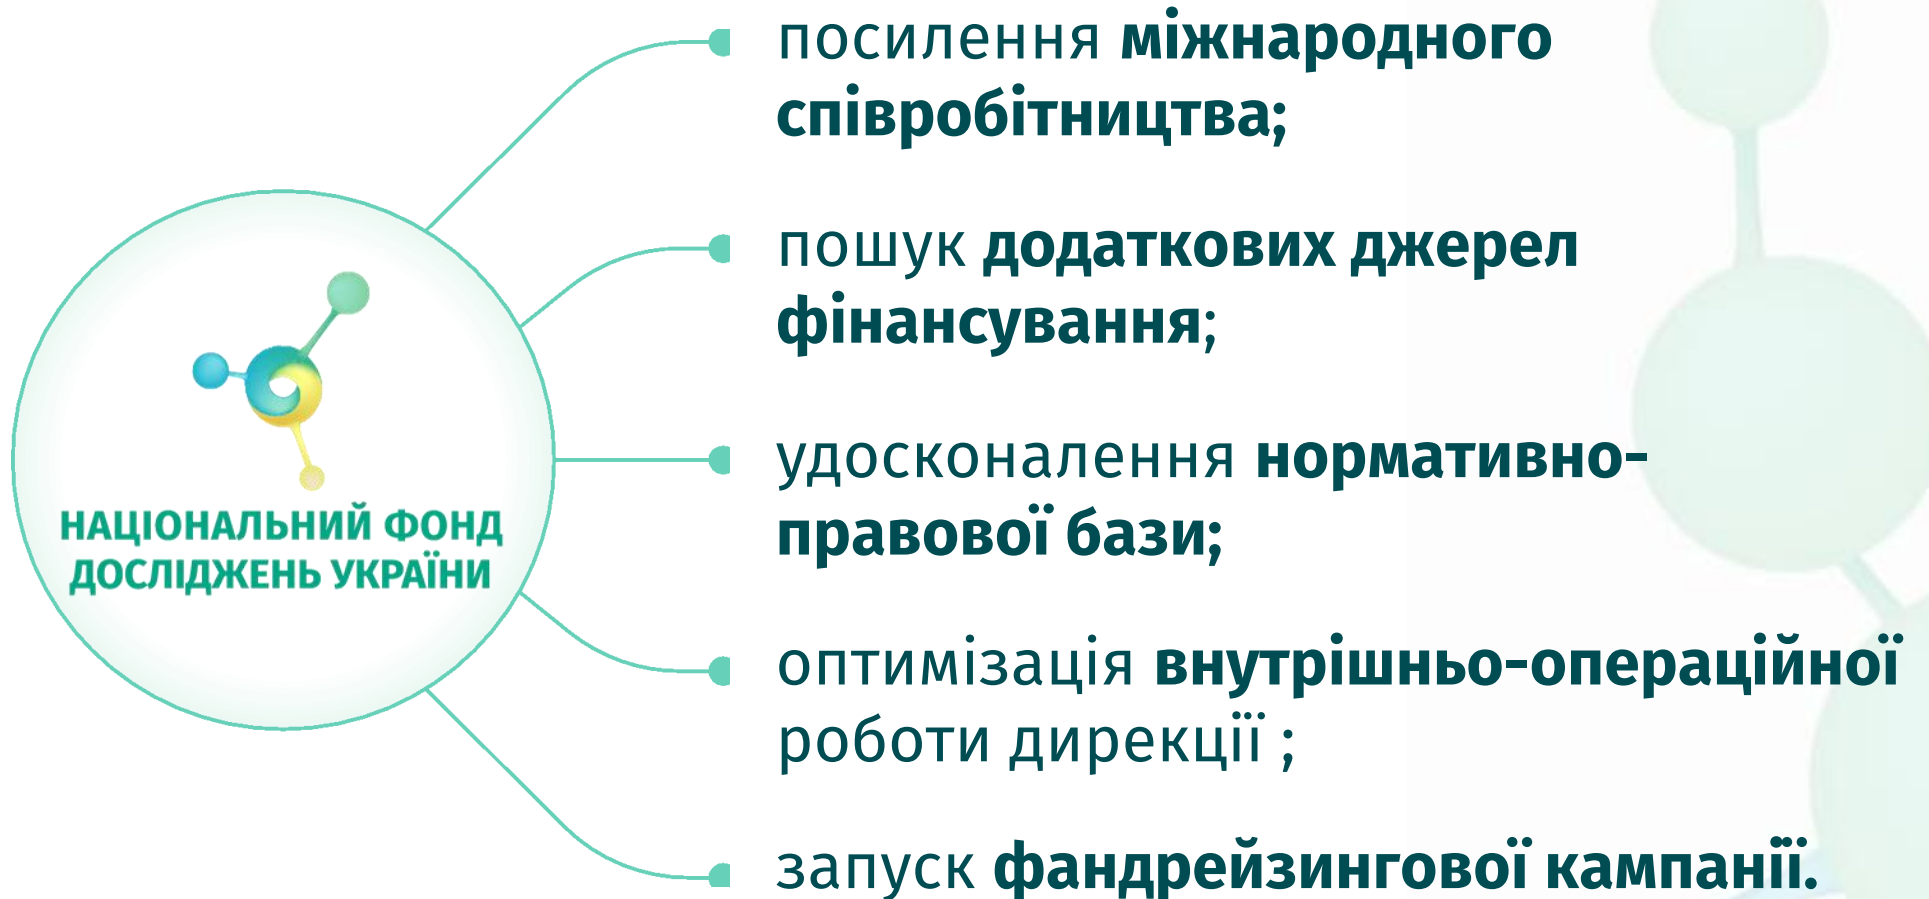 посилення міжнародного
співробітництва;
пошук додаткових джерел
фінансування;
НАЦІОНАЛЬНИЙ ФОНД
ДОСЛІДЖЕНЬ УКРАЇНИ
удосконалення нормативно-
правової бази;
оптимізація внутрішньо-операційної
роботи дирекції ;
запуск фандрейзингової кампанії.